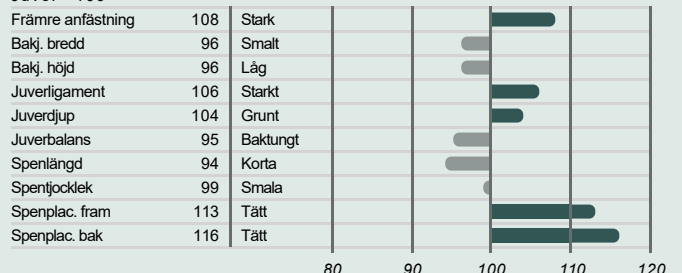 Främre anfästning 108 Stark
Bakj. bredd 96 Smalt
Bakj. höjd 96 Låg
Juverligament 106 Starkt
Juverdjup 104 Grunt
Juverbalans 95 Baktungt
Spenlängd 94 Korta
Spentjocklek 99 Smala
Spenplac. fram 113 Tätt
Spenplac. bak 116 Tätt
80 90 100 110 120